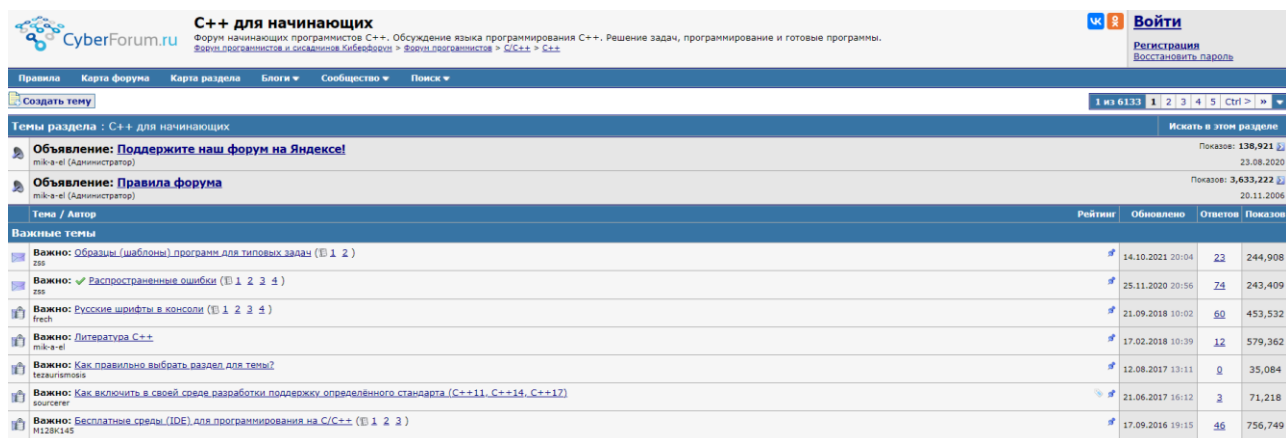 CyberForum.ru
C++ для начинающих
Форум начинающих программистов C++. Обсуждение языка программирования C++. Решение задач, программирование и готовые программы.
Форум программистов и сисадминов Киберфорум > Форум программистов > C/C++ > C++
Войти
Регистрация
Восстановить пароль
Правила Карта форума Карта раздела Блоги Сообщество Поиск
Создать тему
1 из 6133 1 2 3 4 5 Ctrl > »
Темы раздела : C++ для начинающих Искать в этом разделе
Объявление: Поддержите наш форум на Яндексе! Показов: 138,921
mik-a-el (Администратор) 23.08.2020
Объявление: Правила форума Показов: 3,633,222
mik-a-el (Администратор) 20.11.2006
Тема / Автор Рейтинг Обновлено Ответов Показов
Важные темы
Важно: Образцы (шаблоны) программ для типовых задач ( 1 2 ) 14.10.2021 20:04 23 244,908
zss
Важно: Распространенные ошибки ( 1 2 3 4 ) 25.11.2020 20:56 74 243,409
zss
Важно: Русские шрифты в консоли ( 1 2 3 4 ) 21.09.2018 10:02 60 453,532
frech
Важно: Литература C++ 17.02.2018 10:39 12 579,362
mik-a-el
Важно: Как правильно выбрать раздел для темы? 12.08.2017 13:11 0 35,084
tezaurismosis
Важно: Как включить в своей среде разработки поддержку определённого стандарта (C++11, C++14, C++17) 21.06.2017 16:12 3 71,218
sourcerer
Важно: Бесплатные среды (IDE) для программирования на C/C++ ( 1 2 3 ) 17.09.2016 19:15 46 756,749
M128K145